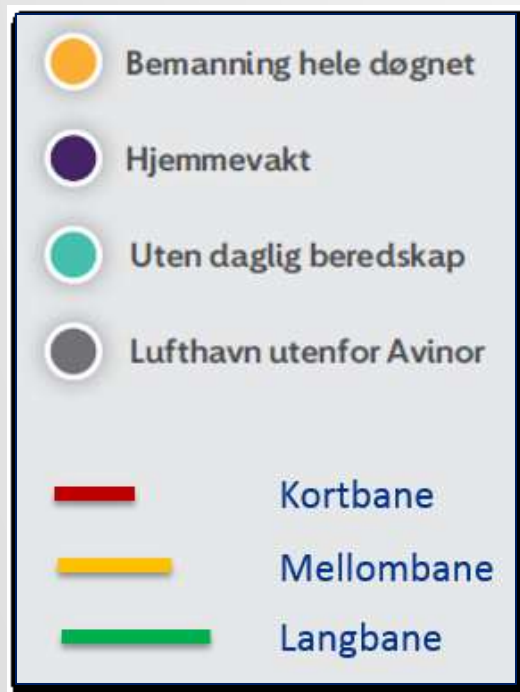 Bemanning hele døgnet
Hjemmevakt
Uten daglig beredskap
Lufthavn utenfor Avinor
Kortbane
Mellombane
Langbane